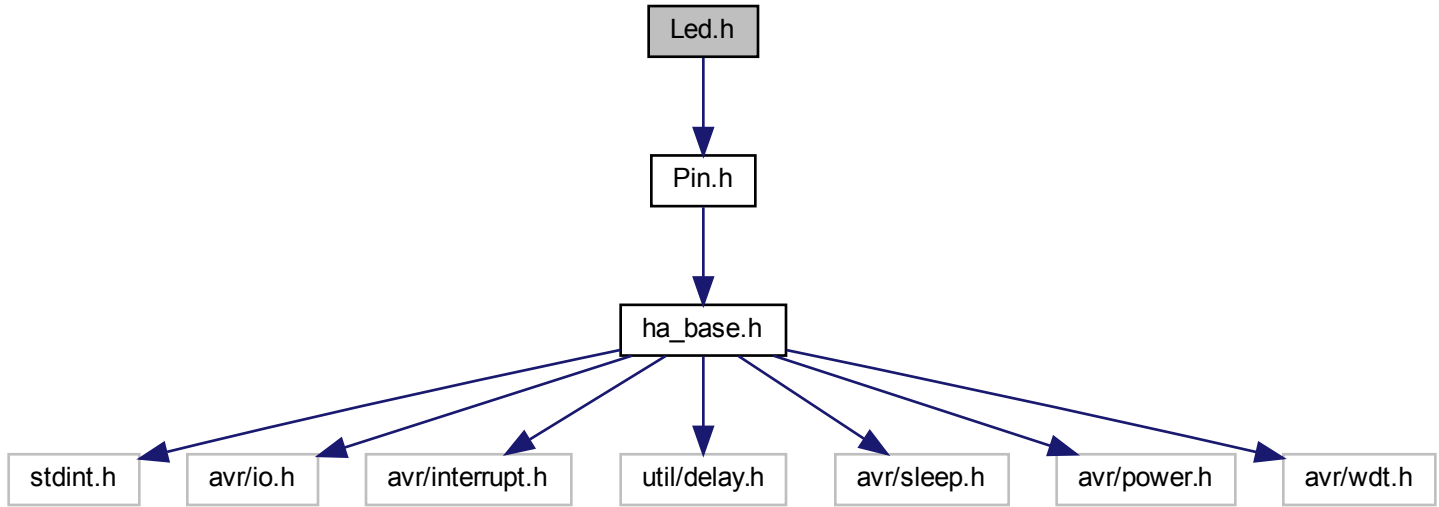 Led.h
Pin.h
ha_base.h
stdint.h
avr/io.h
avr/interrupt.h
util/delay.h
avr/sleep.h
avr/power.h
avr/wdt.h